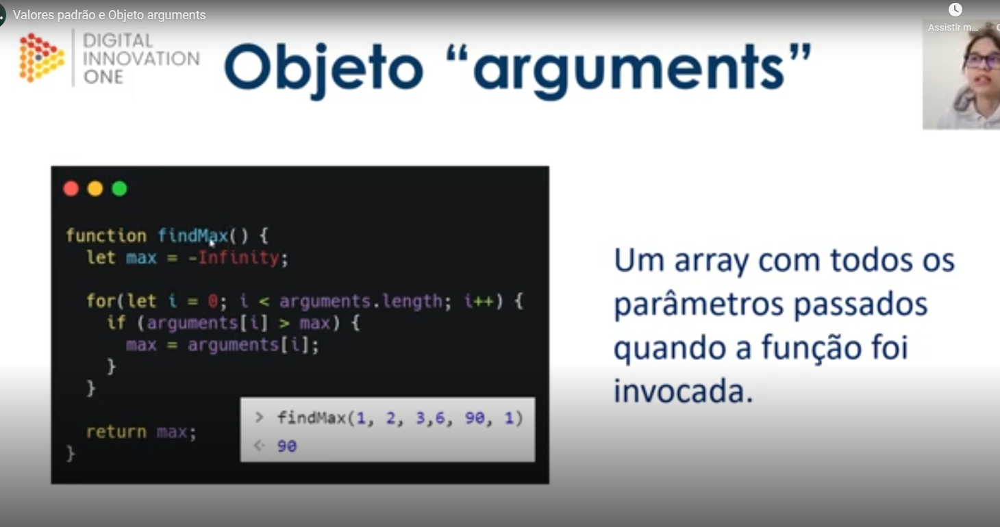 Valores padrão e Objeto arguments
Assistir m...
DIGITAL
INNOVATION
ONE
Objeto “arguments”
function findMax() {
let max = -Infinity;
for(let i = 0; i < arguments.length; i++) {
if (arguments[i] > max) {
max = arguments[i];
}
}
return max;
}
> findMax(1, 2, 3,6, 90, 1)
<· 90
Um array com todos os
parâmetros passados
quando a função foi
invocada.